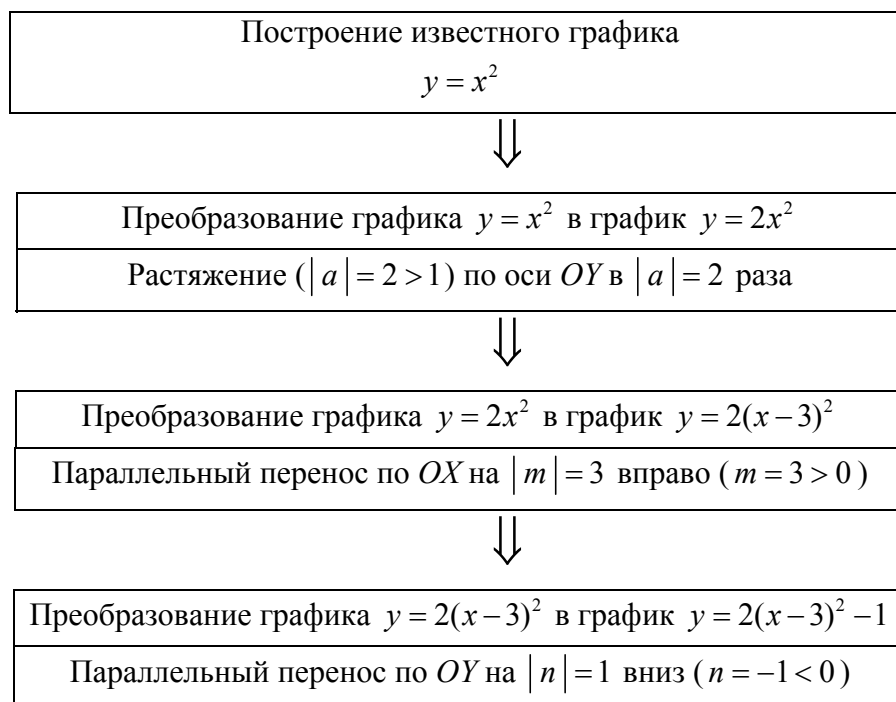 Построение известного графика
y = x²
⇓
Преобразование графика y = x² в график y = 2x²
Растяжение (|a| = 2 > 1) по оси OY в |a| = 2 раза
⇓
Преобразование графика y = 2x² в график y = 2(x − 3)²
Параллельный перенос по OX на |m| = 3 вправо (m = 3 > 0)
⇓
Преобразование графика y = 2(x − 3)² в график y = 2(x − 3)² − 1
Параллельный перенос по OY на |n| = 1 вниз (n = −1 < 0)